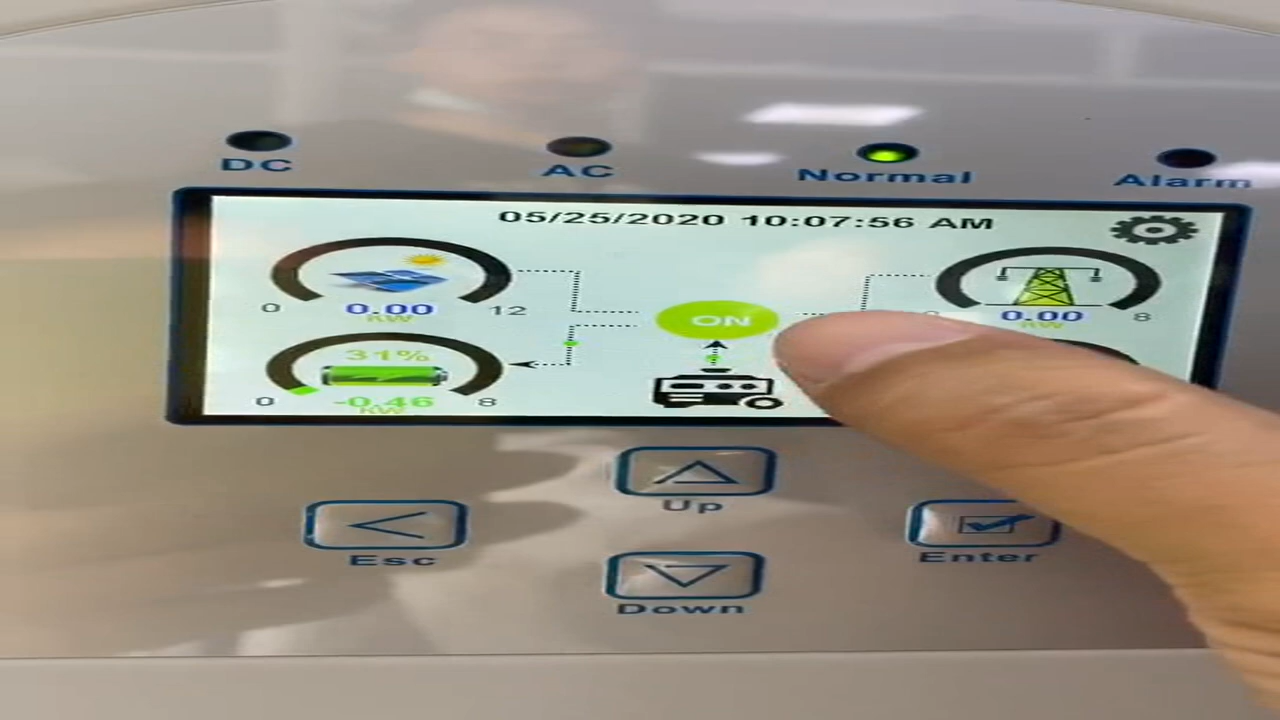 DC
AC
Normal
Alarm
05/25/2020 10:07:56 AM
0.00
KW
0
12
ON
0.00
KW
8
31%
0
-0.46
KW
8
Up
Esc
Enter
Down